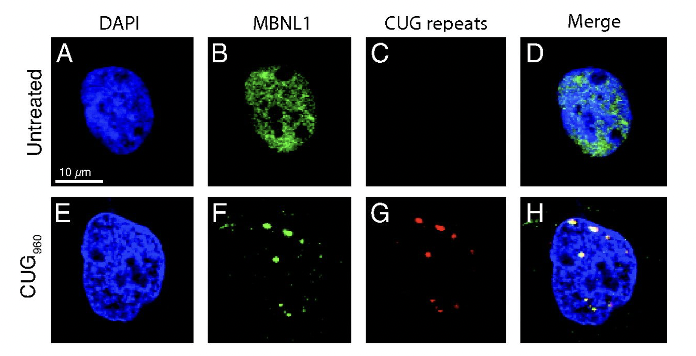 DAPI MBNL1 CUG repeats Merge
Untreated
A B C D
10 µm
CUG960
E F G H